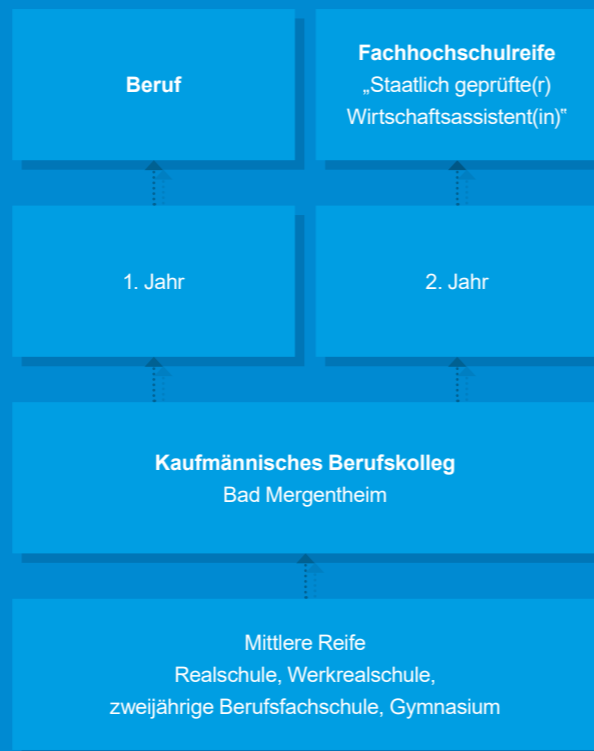 Beruf
Fachhochschulreife
„Staatlich geprüfte(r)
Wirtschaftsassistent(in)“
1. Jahr
2. Jahr
Kaufmännisches Berufskolleg
Bad Mergentheim
Mittlere Reife
Realschule, Werkrealschule,
zweijährige Berufsfachschule, Gymnasium